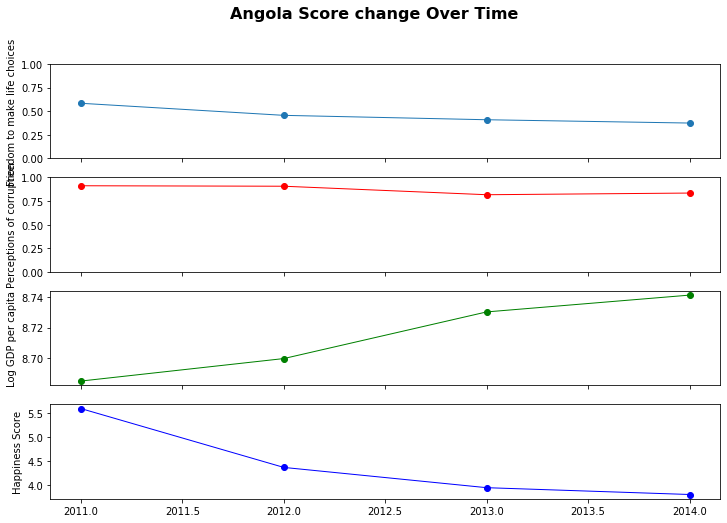 Angola Score change Over Time
Freedom to make life choices
1.00
0.75
0.50
0.25
0.00
Perceptions of corruption
1.00
0.75
0.50
0.25
0.00
Log GDP per capita
8.74
8.72
8.70
Happiness Score
5.5
5.0
4.5
4.0
2011.0 2011.5 2012.0 2012.5 2013.0 2013.5 2014.0